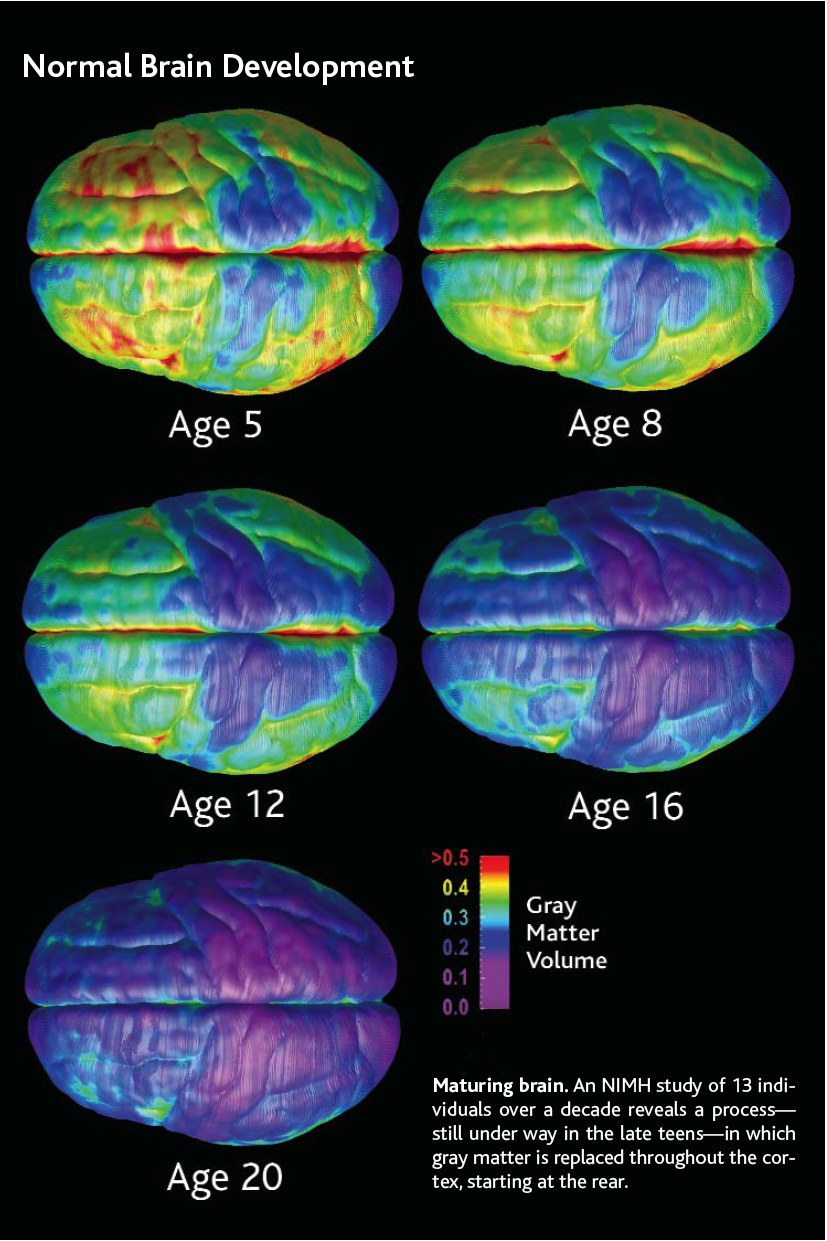 Normal Brain Development
Age 5
Age 8
Age 12
Age 16
>0.5
0.4
0.3
0.2
0.1
0.0
Gray
Matter
Volume
Maturing brain. An NIMH study of 13 indi-
viduals over a decade reveals a process—
still under way in the late teens—in which
gray matter is replaced throughout the cor-
tex, starting at the rear.
Age 20